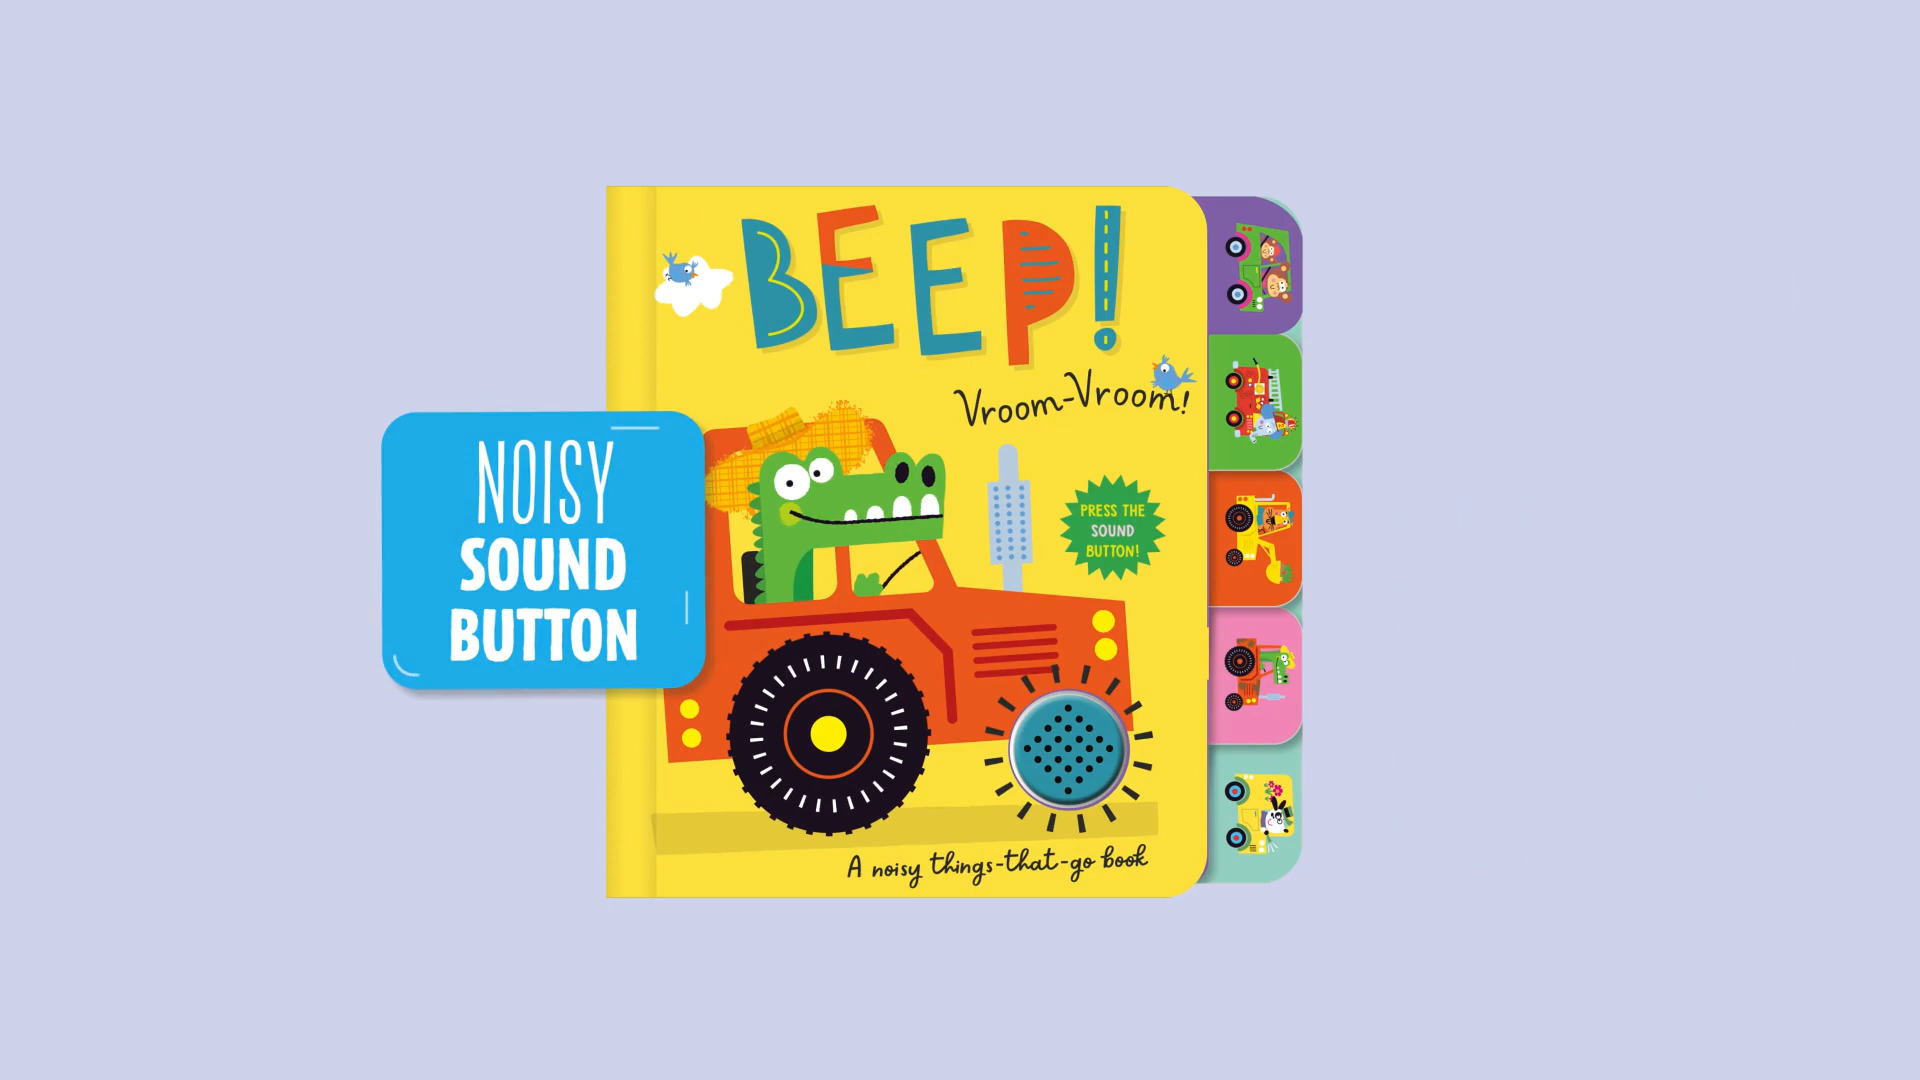 BEEP!
Vroom-Vroom!
NOISY
SOUND
BUTTON
PRESS THE
SOUND
BUTTON!
A noisy things-that-go book